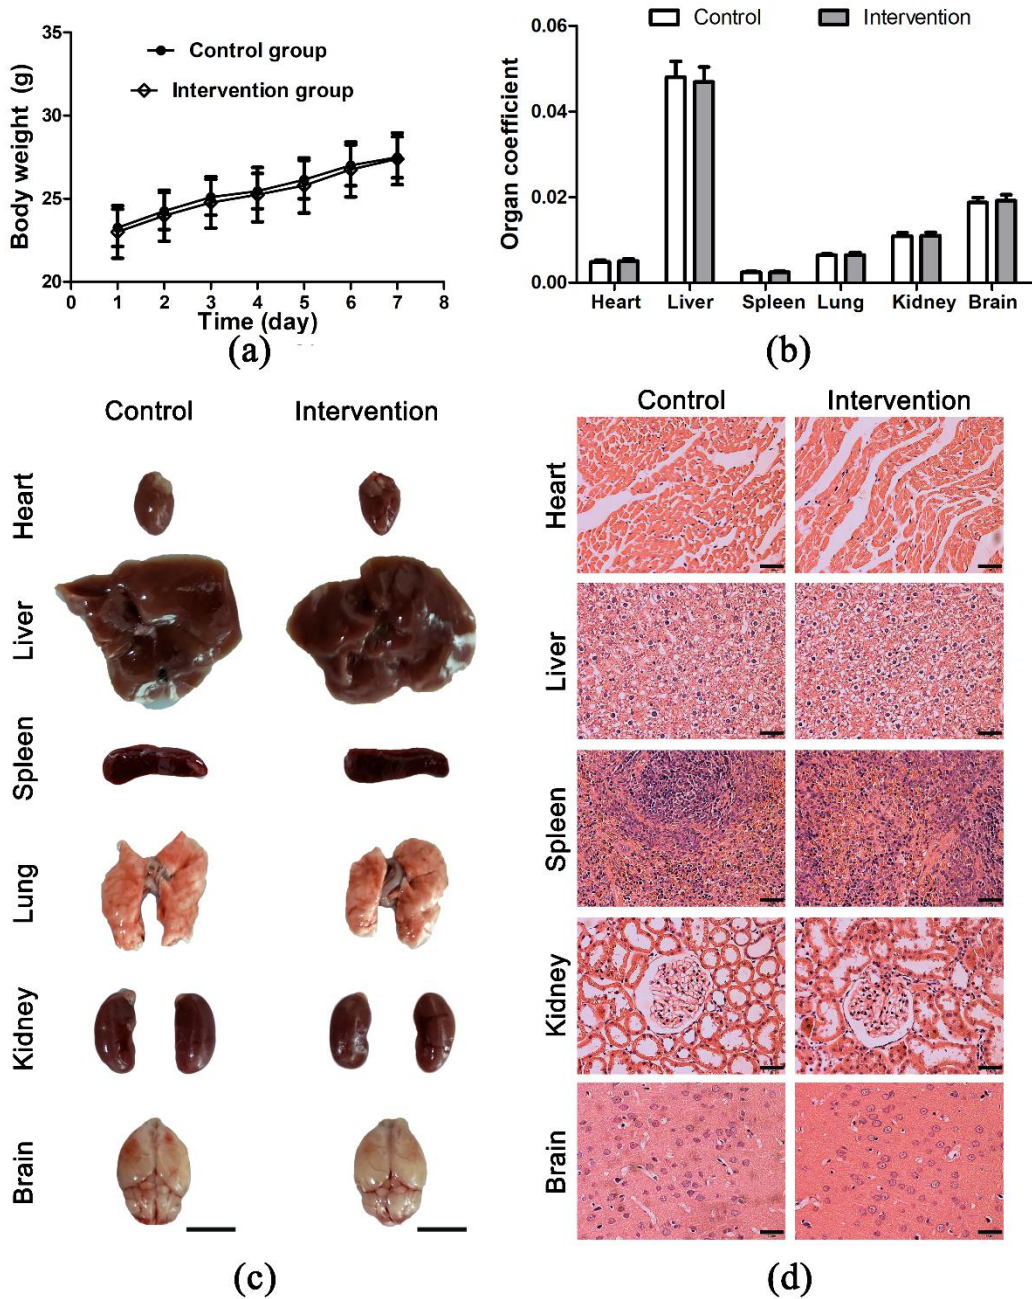 35
30
25
20
Body weight (g)
Control group
Intervention group
0 1 2 3 4 5 6 7 8
Time (day)
(a)
Control Intervention
0.06
0.04
0.02
0.00
Organ coefficient
Heart Liver Spleen Lung Kidney Brain
(b)
Control Intervention
Heart
Liver
Spleen
Lung
Kidney
Brain
(c)
Control Intervention
Heart
Liver
Spleen
Kidney
Brain
(d)